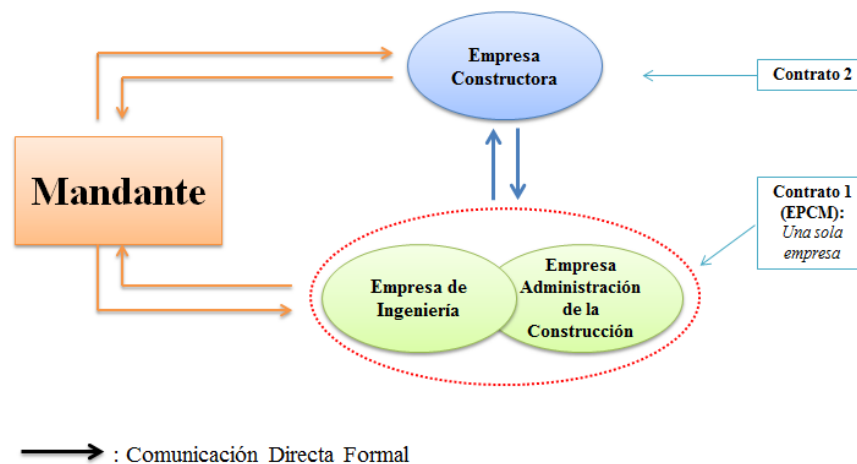 Empresa
Constructora
Contrato 2
Mandante
Contrato 1
(EPCM):
Una sola
empresa
Empresa de
Ingeniería
Empresa
Administración
de la
Construcción
: Comunicación Directa Formal